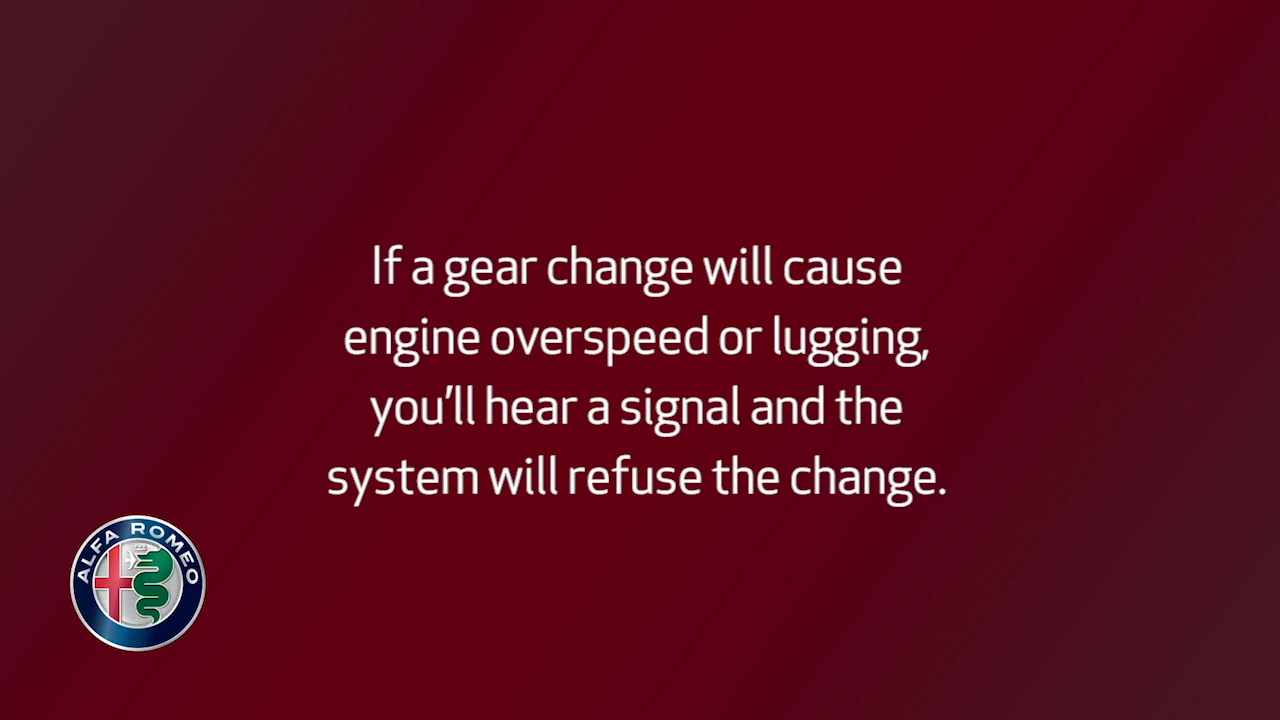 If a gear change will cause
engine overspeed or lugging,
you’ll hear a signal and the
system will refuse the change.
ALFA ROMEO